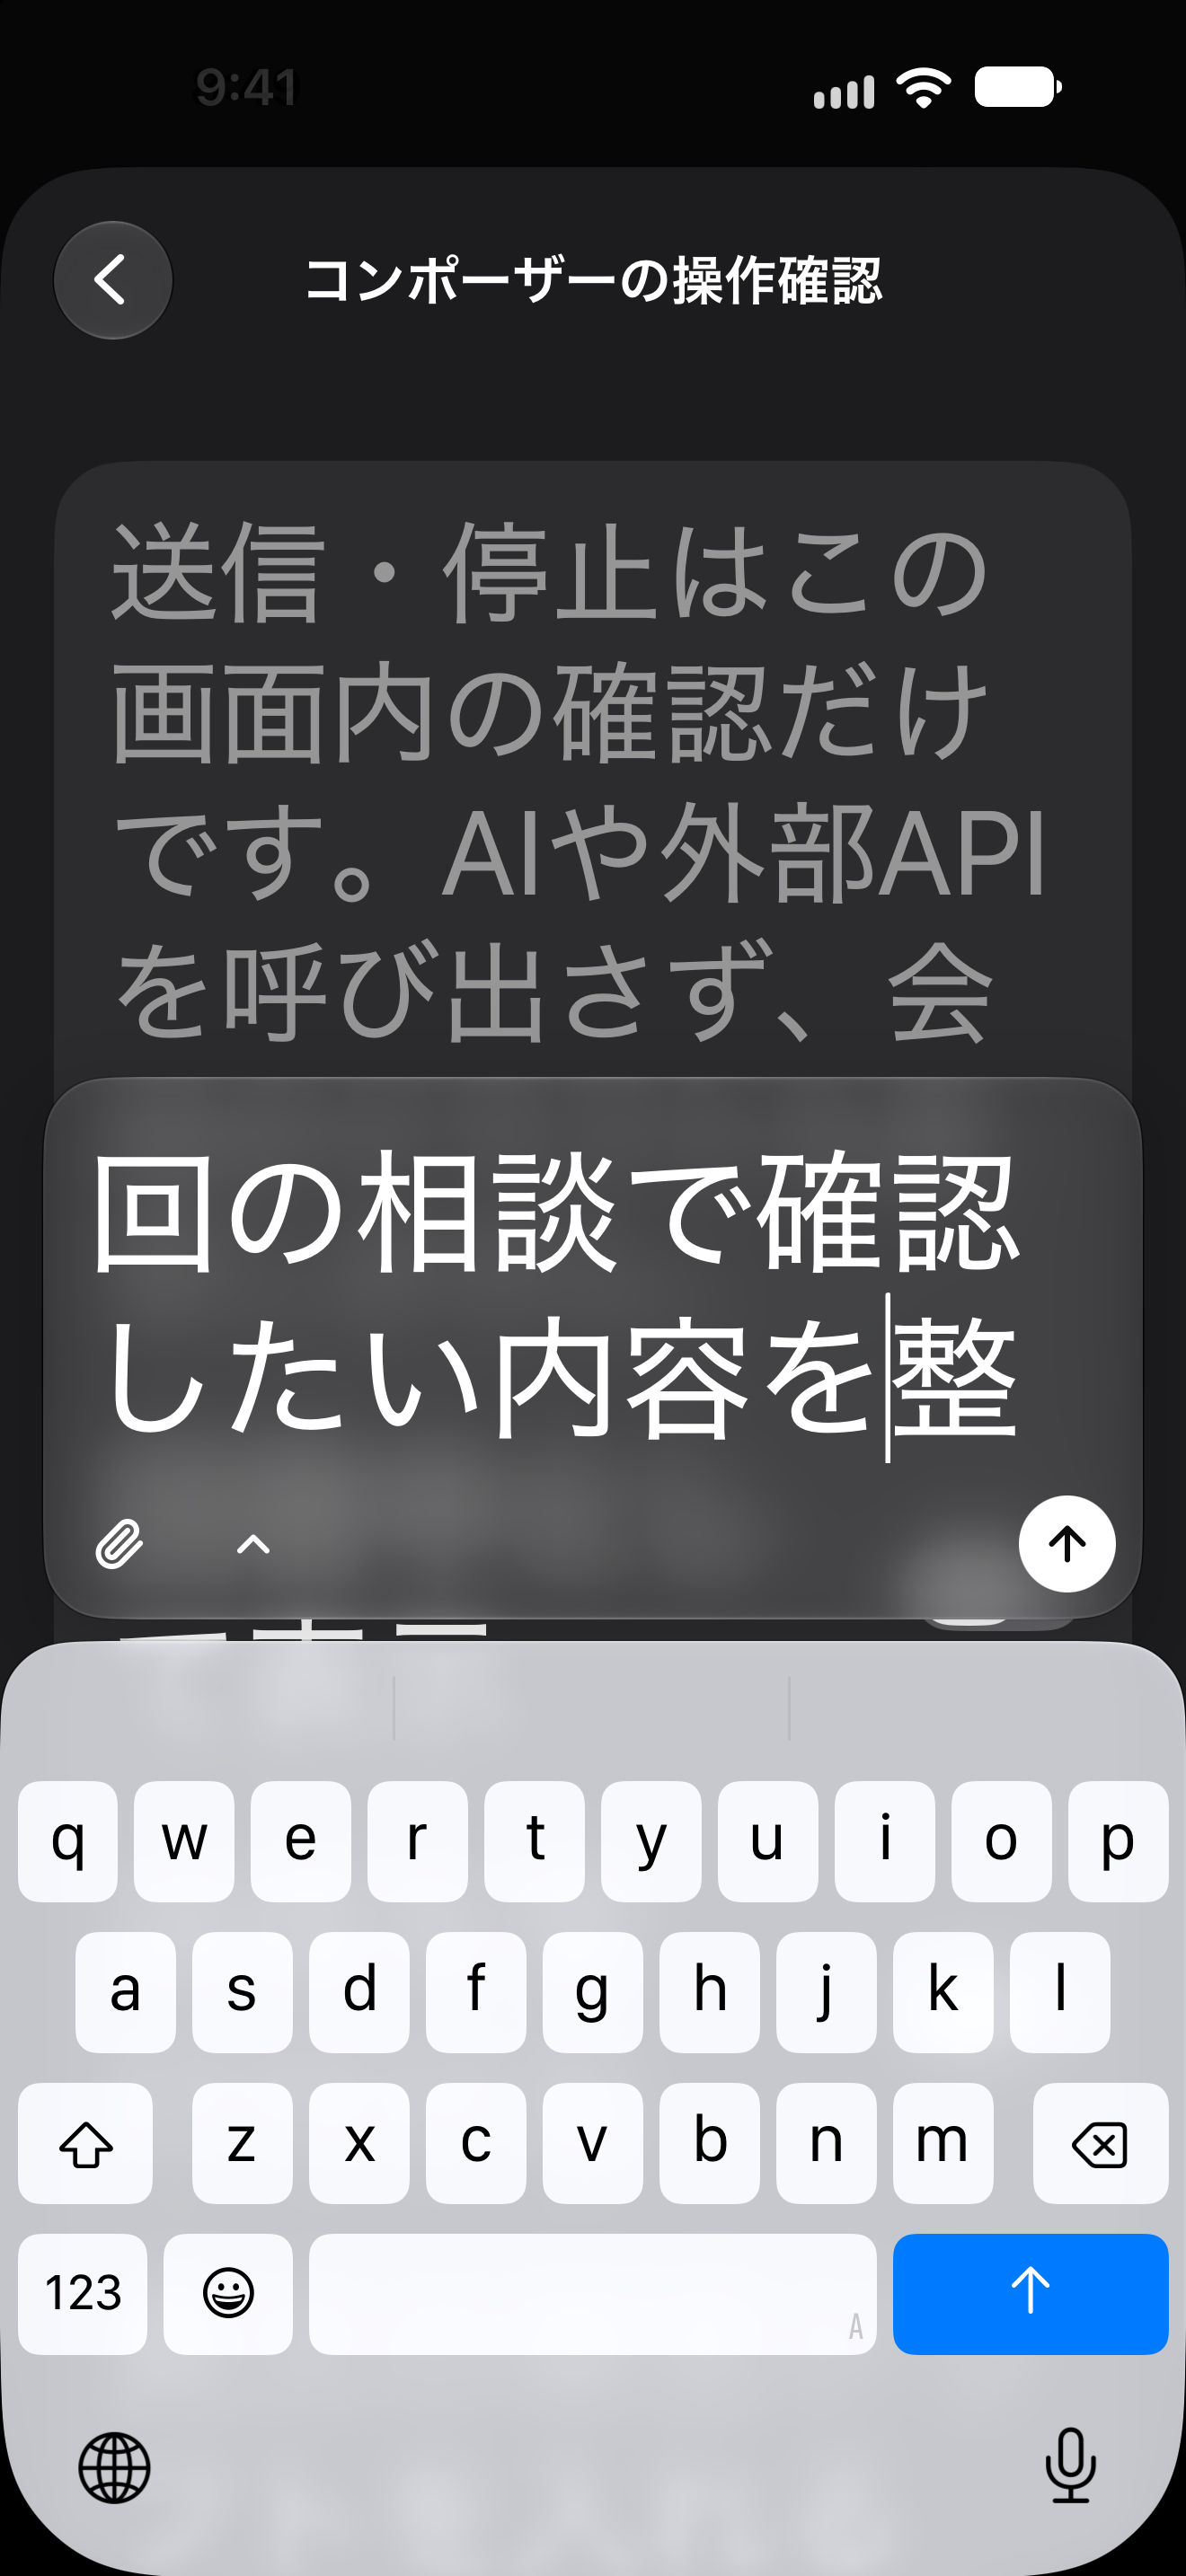 9:41
コンポーザーの操作確認
送信・停止はこの
画面内の確認だけ
です。AIや外部API
を呼び出さず、会
回の相談で確認
したい内容を整
q w e r t y u i o p
a s d f g h j k l
z x c v b n m
123
A